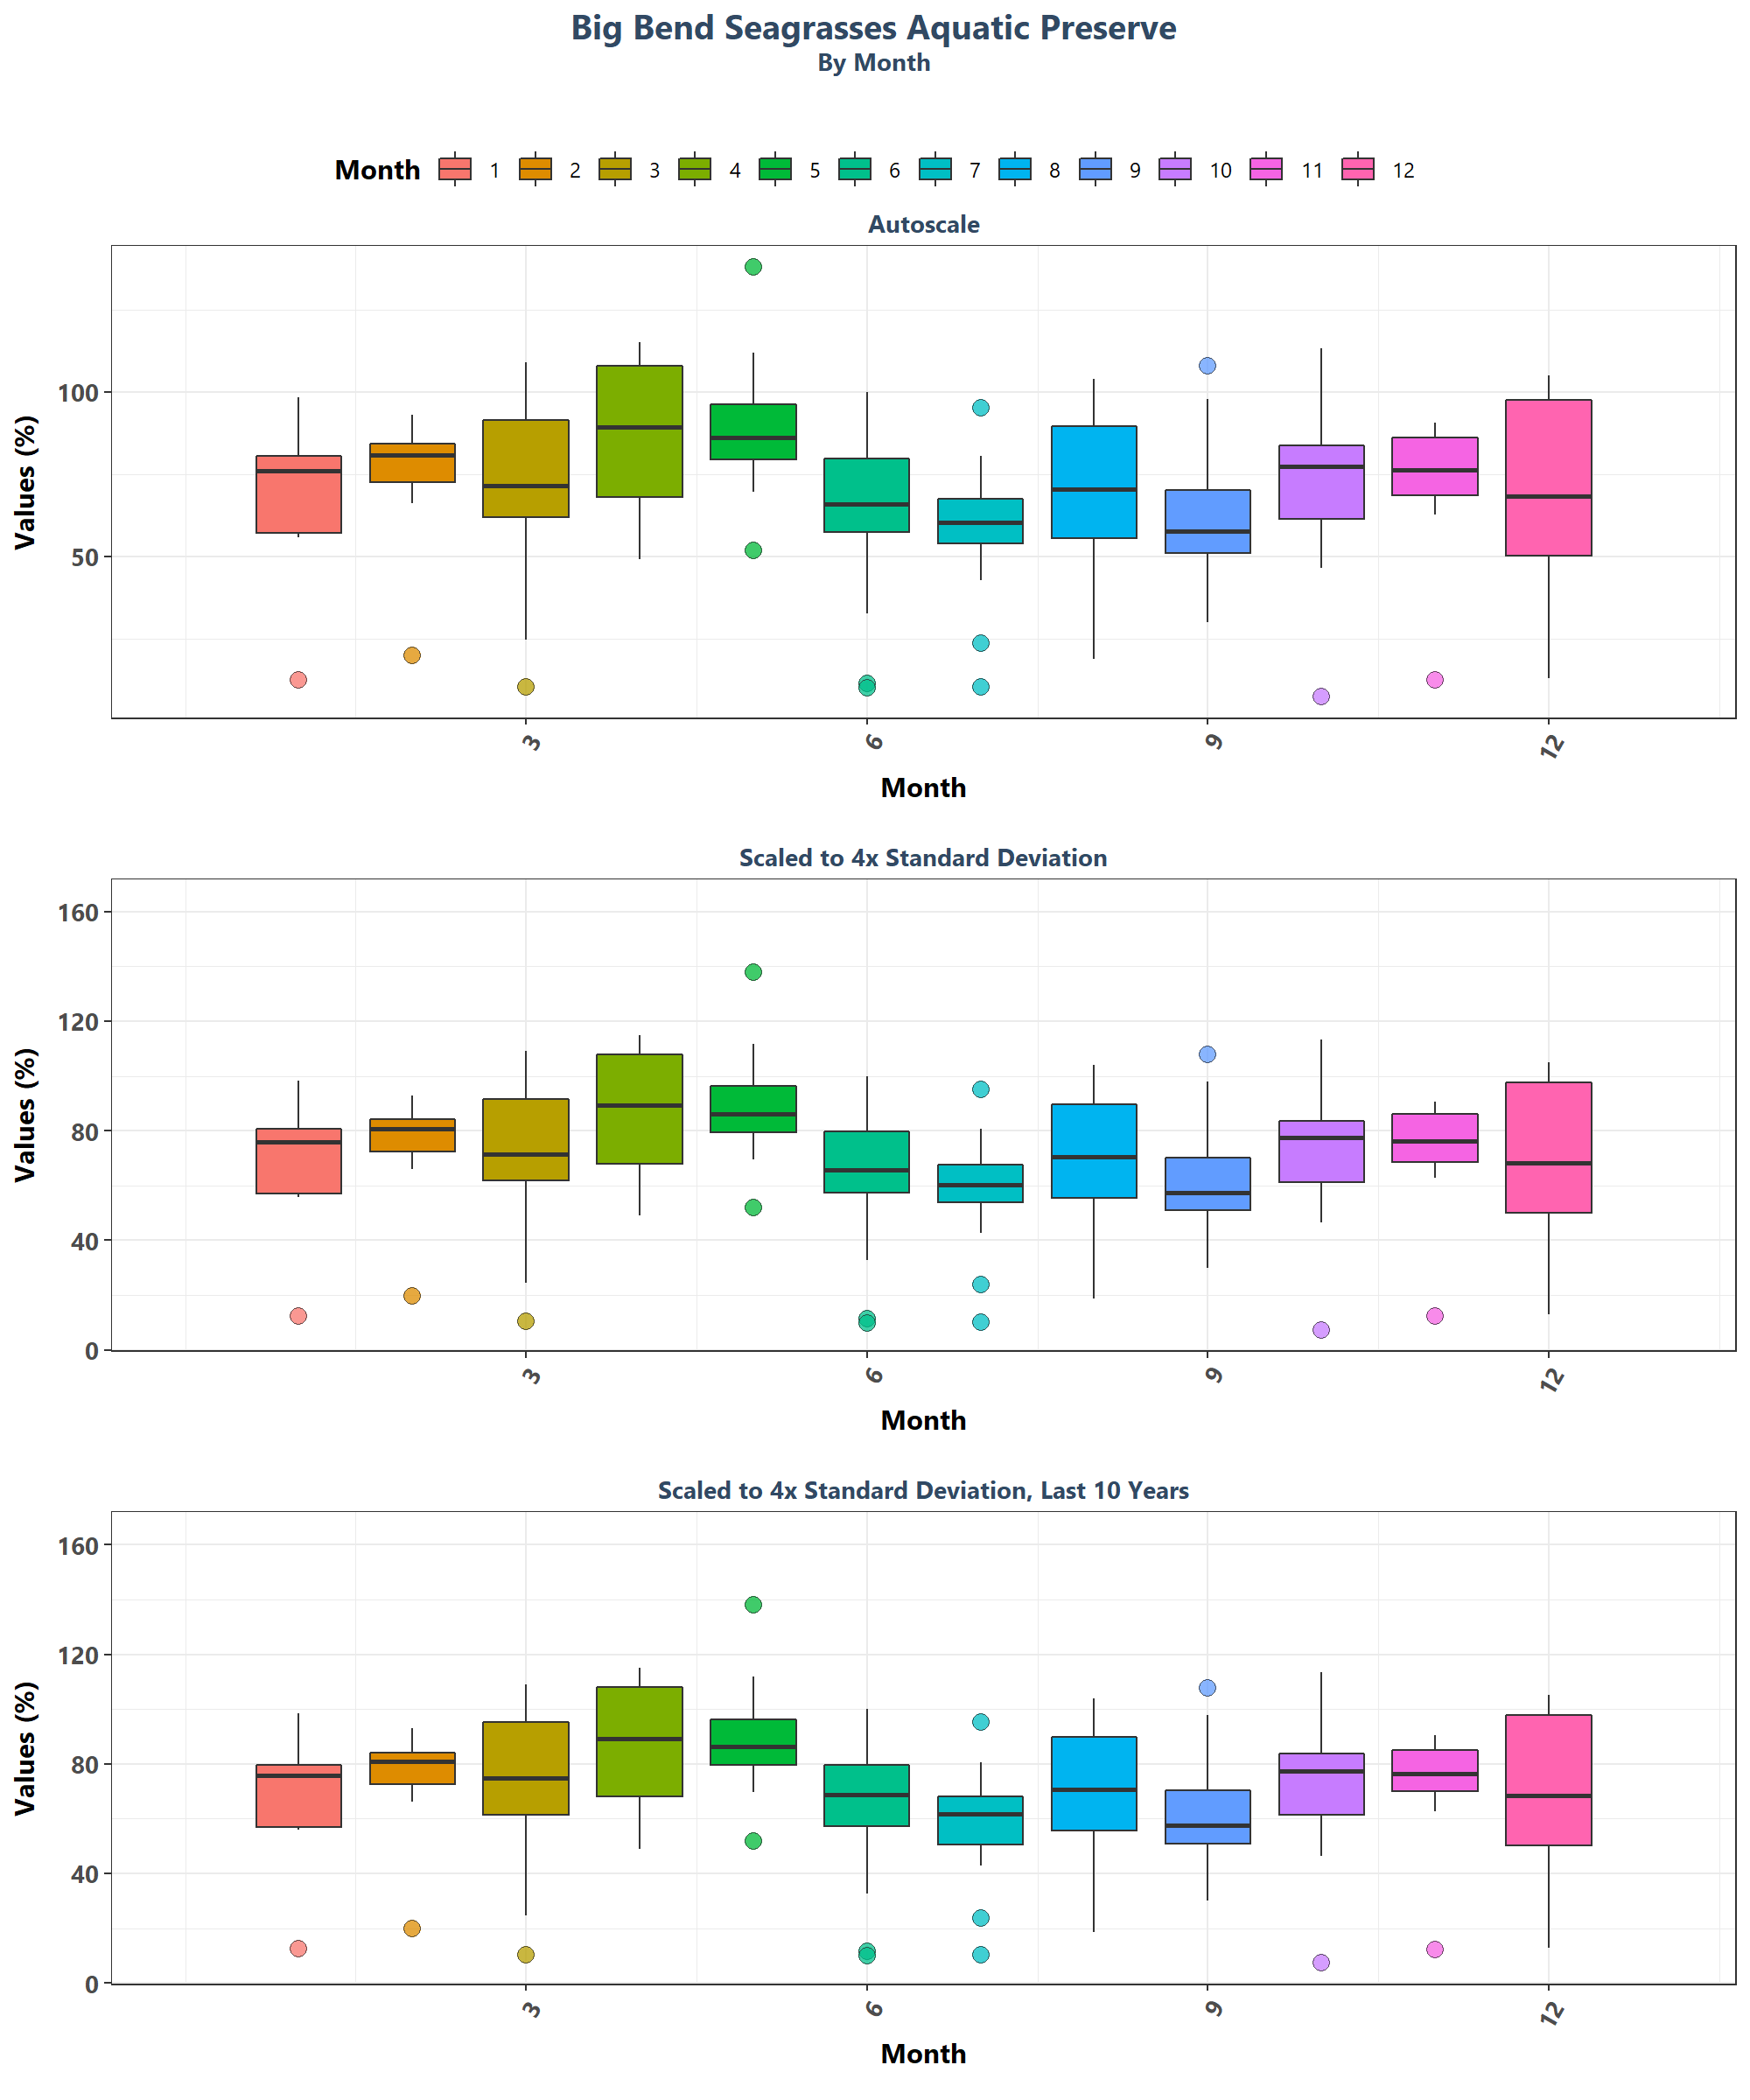 Big Bend Seagrasses Aquatic Preserve
By Month
Month 1 2 3 4 5 6 7 8 9 10 11 12
Autoscale
Values (%)
100
50
3 6 9 12
Month
Scaled to 4x Standard Deviation
Values (%)
160
120
80
40
0
3 6 9 12
Month
Scaled to 4x Standard Deviation, Last 10 Years
Values (%)
160
120
80
40
0
3 6 9 12
Month